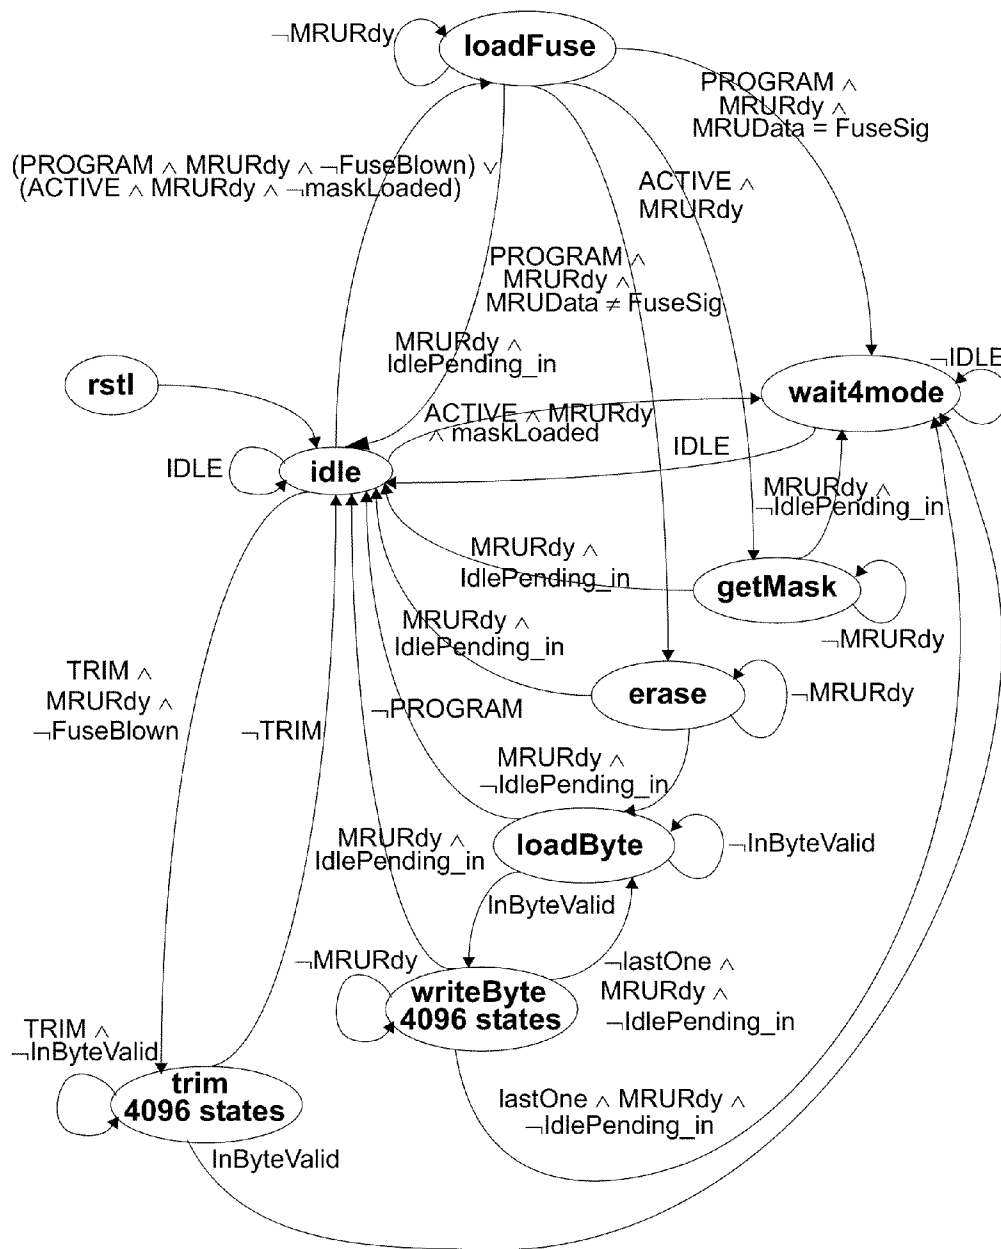 ¬MRURdy
loadFuse
PROGRAM ∧
MRURdy ∧
MRUData = FuseSig
(PROGRAM ∧ MRURdy ∧ ¬FuseBlown) ∨
(ACTIVE ∧ MRURdy ∧ ¬maskLoaded)
ACTIVE ∧
MRURdy
PROGRAM ∧
MRURdy ∧
MRUData ≠ FuseSig
MRURdy ∧
IdlePending_in
rstl
¬IDLE
wait4mode
ACTIVE ∧ MRURdy
∧ maskLoaded
IDLE
IDLE
idle
MRURdy ∧
¬IdlePending_in
MRURdy ∧
IdlePending_in
getMask
¬MRURdy
MRURdy ∧
IdlePending_in
TRIM ∧
MRURdy ∧
¬FuseBlown
erase
¬MRURdy
¬TRIM
¬PROGRAM
MRURdy ∧
¬IdlePending_in
loadByte
¬InByteValid
MRURdy ∧
IdlePending_in
InByteValid
¬MRURdy
writeByte
4096 states
¬lastOne ∧
MRURdy ∧
¬IdlePending_in
TRIM ∧
¬InByteValid
trim
4096 states
lastOne ∧ MRURdy ∧
¬IdlePending_in
InByteValid